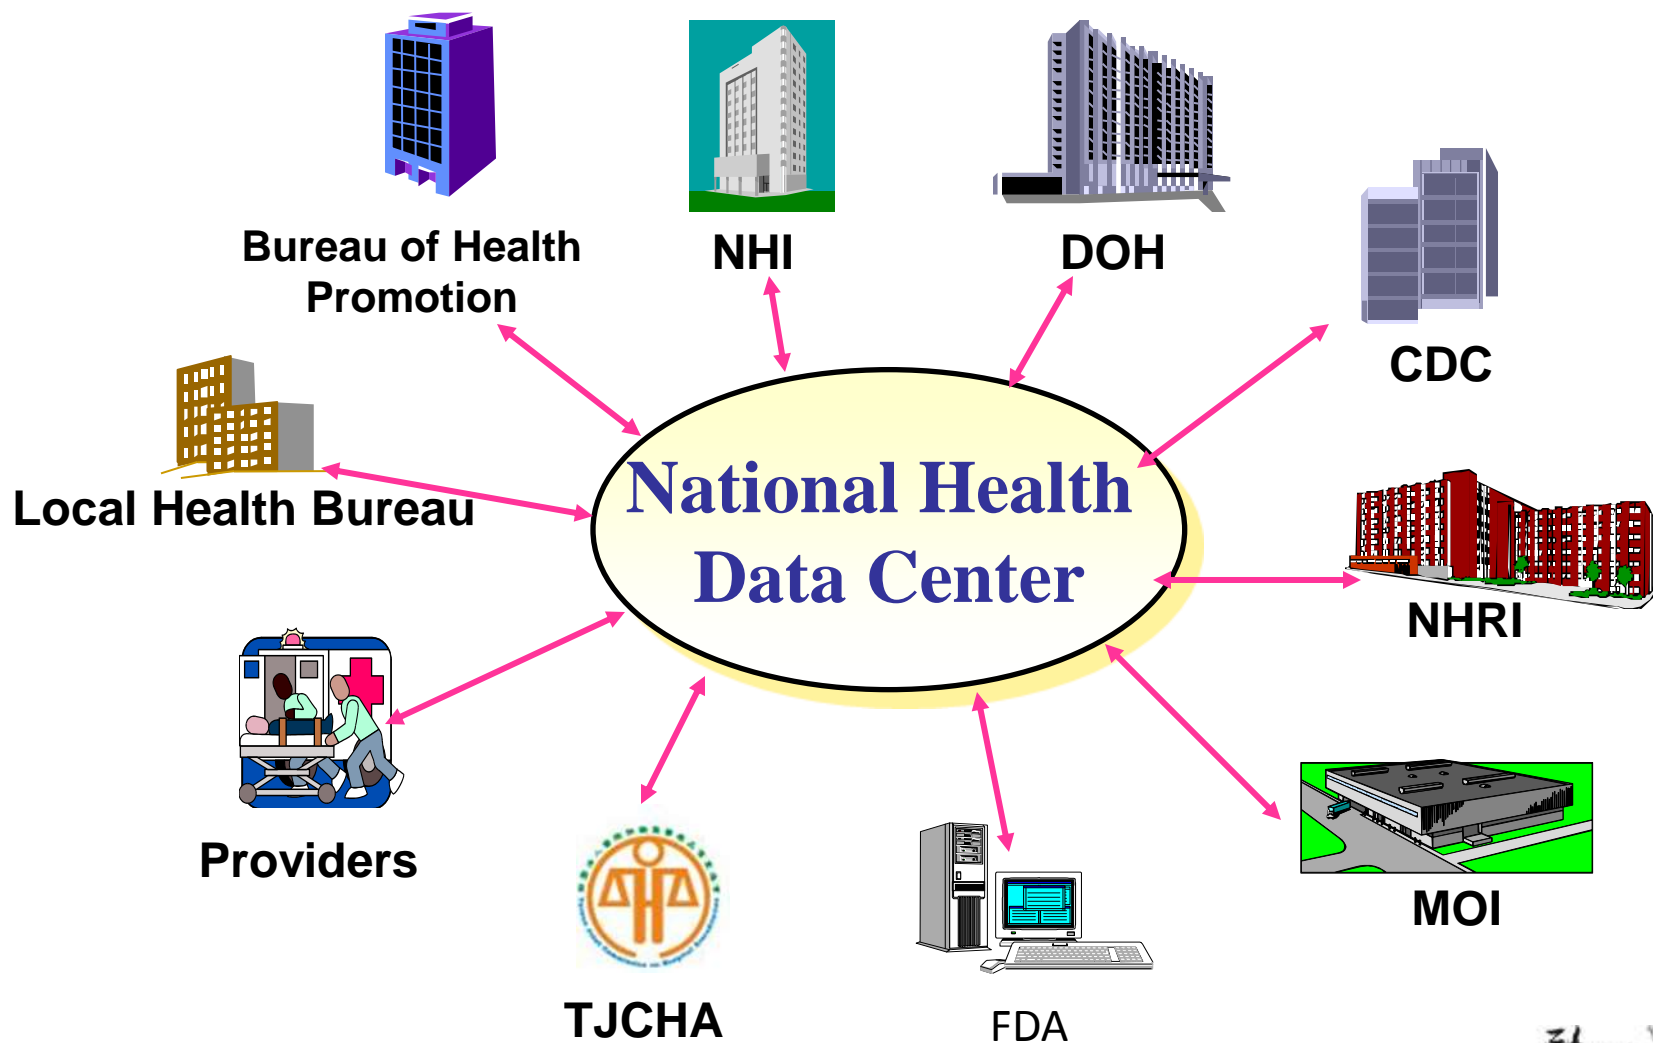 Bureau of Health
Promotion
NHI
DOH
CDC
Local Health Bureau
National Health
Data Center
NHRI
Providers
MOI
TJCHA
FDA